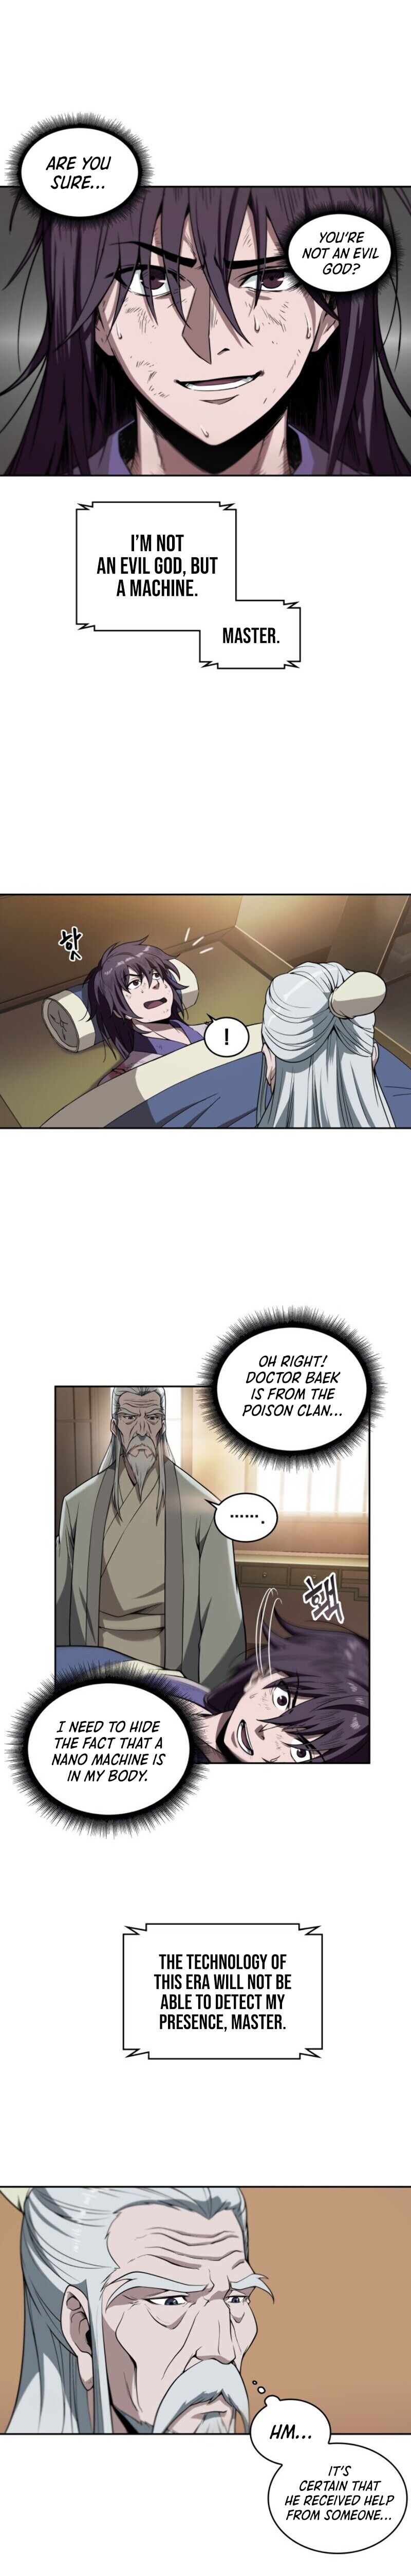 ARE YOU
SURE...
YOU'RE
NOT AN EVIL
GOD?
I'M NOT
AN EVIL GOD, BUT
A MACHINE.
MASTER.
핫
!
OH RIGHT!
DOCTOR BAEK
IS FROM THE
POISON CLAN...
.......
홱
I NEED TO HIDE
THE FACT THAT A
NANO MACHINE IS
IN MY BODY.
THE TECHNOLOGY OF
THIS ERA WILL NOT BE
ABLE TO DETECT MY
PRESENCE, MASTER.
HM...
IT'S
CERTAIN THAT
HE RECEIVED HELP
FROM SOMEONE...